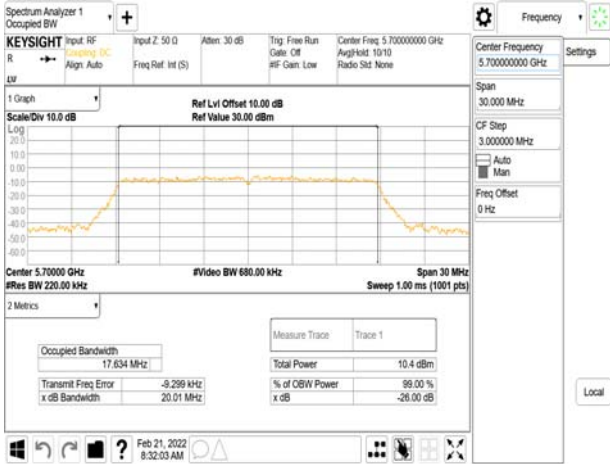 Spectrum Analyzer 1
Occupied BW
Frequency
KEYSIGHT
Input: RF
Coupling: DC
Align: Auto
Input Z: 50 Ω
Freq Ref: Int (S)
Atten: 30 dB
Trig: Free Run
Gate: Off
#IF Gain: Low
Center Freq: 5.700000000 GHz
Avg|Hold: 10/10
Radio Std: None
R
Center Frequency
5.700000000 GHz
Settings
Span
30.000 MHz
CF Step
3.000000 MHz
Auto
Man
Freq Offset
0 Hz
Local
1 Graph
Scale/Div 10.0 dB
Ref Lvl Offset 10.00 dB
Ref Value 30.00 dBm
Log
20.0
10.0
0.00
-10.0
-20.0
-30.0
-40.0
-50.0
-60.0
Center 5.70000 GHz
#Video BW 680.00 kHz
Span 30 MHz
#Res BW 220.00 kHz
Sweep 1.00 ms (1001 pts)
2 Metrics
Measure Trace
Trace 1
Occupied Bandwidth
17.634 MHz
Total Power
10.4 dBm
Transmit Freq Error
-9.299 kHz
% of OBW Power
99.00 %
x dB Bandwidth
20.01 MHz
x dB
-26.00 dB
Feb 21, 2022
8:32:03 AM